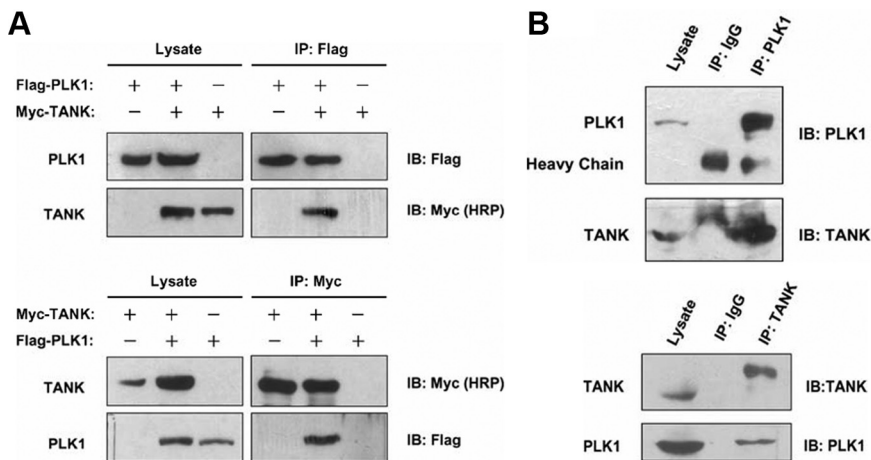 A
Lysate IP: Flag
Flag-PLK1: + + − + + −
Myc-TANK: − + + − + +
PLK1 IB: Flag
TANK IB: Myc (HRP)
Lysate IP: Myc
Myc-TANK: + + − + + −
Flag-PLK1: − + + − + +
TANK IB: Myc (HRP)
PLK1 IB: Flag
B
Lysate IP: IgG IP: PLK1
PLK1 IB: PLK1
Heavy Chain
TANK IB: TANK
Lysate IP: IgG IP: TANK
TANK IB:TANK
PLK1 IB: PLK1